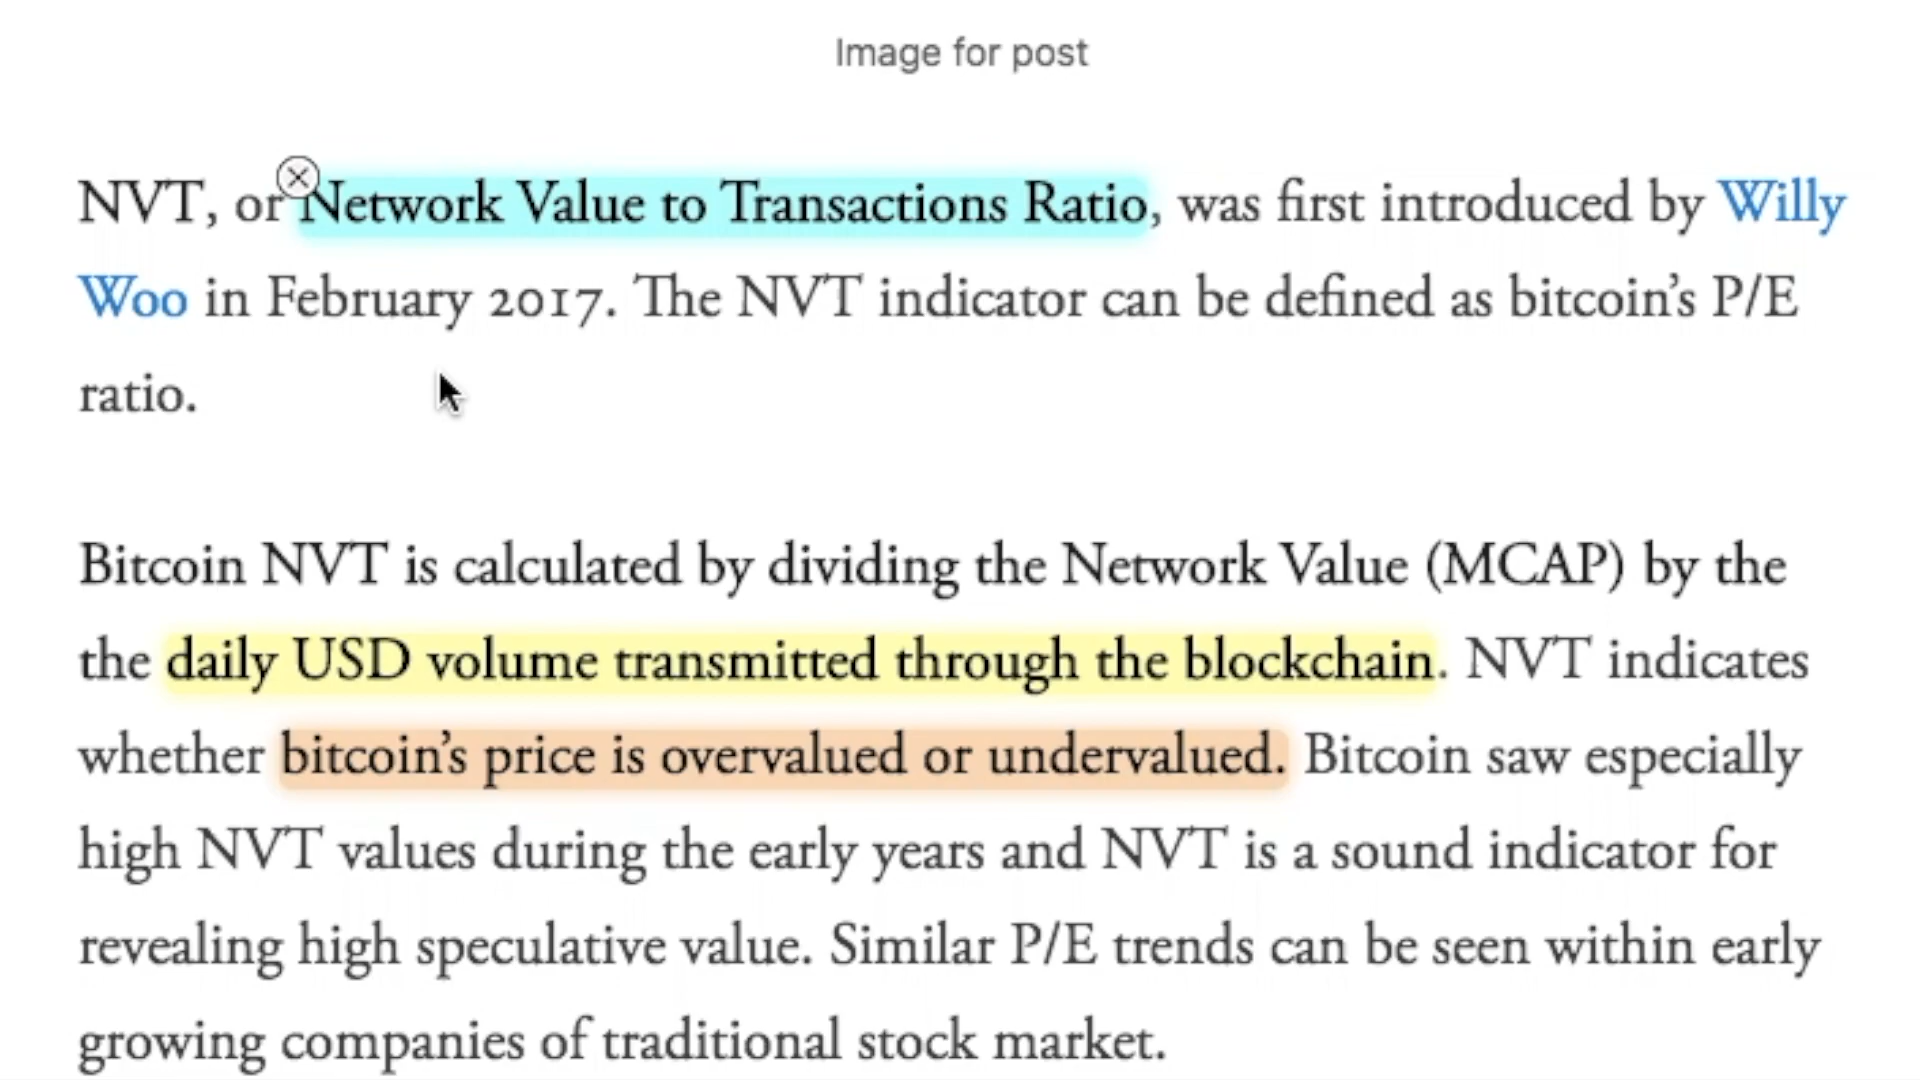 Image for post
NVT, or Network Value to Transactions Ratio, was first introduced by Willy
Woo in February 2017. The NVT indicator can be defined as bitcoin’s P/E
ratio.
Bitcoin NVT is calculated by dividing the Network Value (MCAP) by the
the daily USD volume transmitted through the blockchain. NVT indicates
whether bitcoin’s price is overvalued or undervalued. Bitcoin saw especially
high NVT values during the early years and NVT is a sound indicator for
revealing high speculative value. Similar P/E trends can be seen within early
growing companies of traditional stock market.